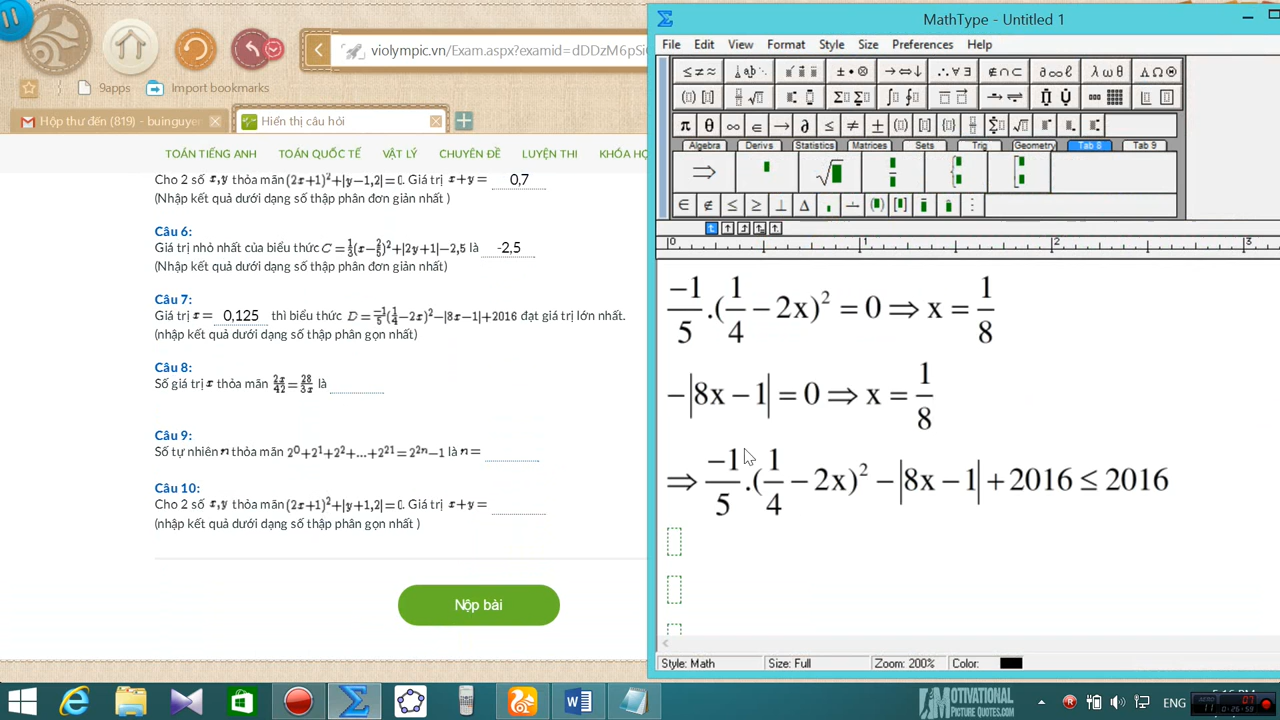 MathType - Untitled 1
violympic.vn/Exam.aspx?examid=dDDzM6pSi
File Edit View Format Style Size Preferences Help
9apps Import bookmarks
Hộp thư đến (819) - buinguyen
Hiển thị câu hỏi
Algebra Derivs Statistics Matrices Sets Trig Geometry Tab 8 Tab 9
TOÁN TIẾNG ANH TOÁN QUỐC TẾ VẬT LÝ CHUYÊN ĐỀ LUYỆN THI KHÓA HỌ
Cho 2 số x,y thỏa mãn (2x+1)²+|y−1,2|=0. Giá trị x+y= 0,7
(Nhập kết quả dưới dạng số thập phân đơn giản nhất )
Câu 6:
Giá trị nhỏ nhất của biểu thức C=1/3(x−2/5)²+|2y+1|−2,5 là -2,5
(Nhập kết quả dưới dạng số thập phân đơn giản nhất)
Câu 7:
Giá trị x= 0,125 thì biểu thức D=−1/5(1/4−2x)²−|8x−1|+2016 đạt giá trị lớn nhất.
(nhập kết quả dưới dạng số thập phân gọn nhất)
Câu 8:
Số giá trị x thỏa mãn 2x/42=28/3x là
Câu 9:
Số tự nhiên n thỏa mãn 2⁰+2¹+2²+...+2²¹=2²ⁿ−1 là n=
Câu 10:
Cho 2 số x,y thỏa mãn (2x+1)²+|y+1,2|=0. Giá trị x+y=
(nhập kết quả dưới dạng số thập phân gọn nhất )
Nộp bài
0 1 2 3
−1/5.(1/4−2x)²=0⇒x=1/8
−|8x−1|=0⇒x=1/8
⇒−1/5.(1/4−2x)²−|8x−1|+2016≤2016
Style: Math Size: Full Zoom: 200% Color:
MOTIVATIONAL
PICTURE QUOTES.COM
ENG